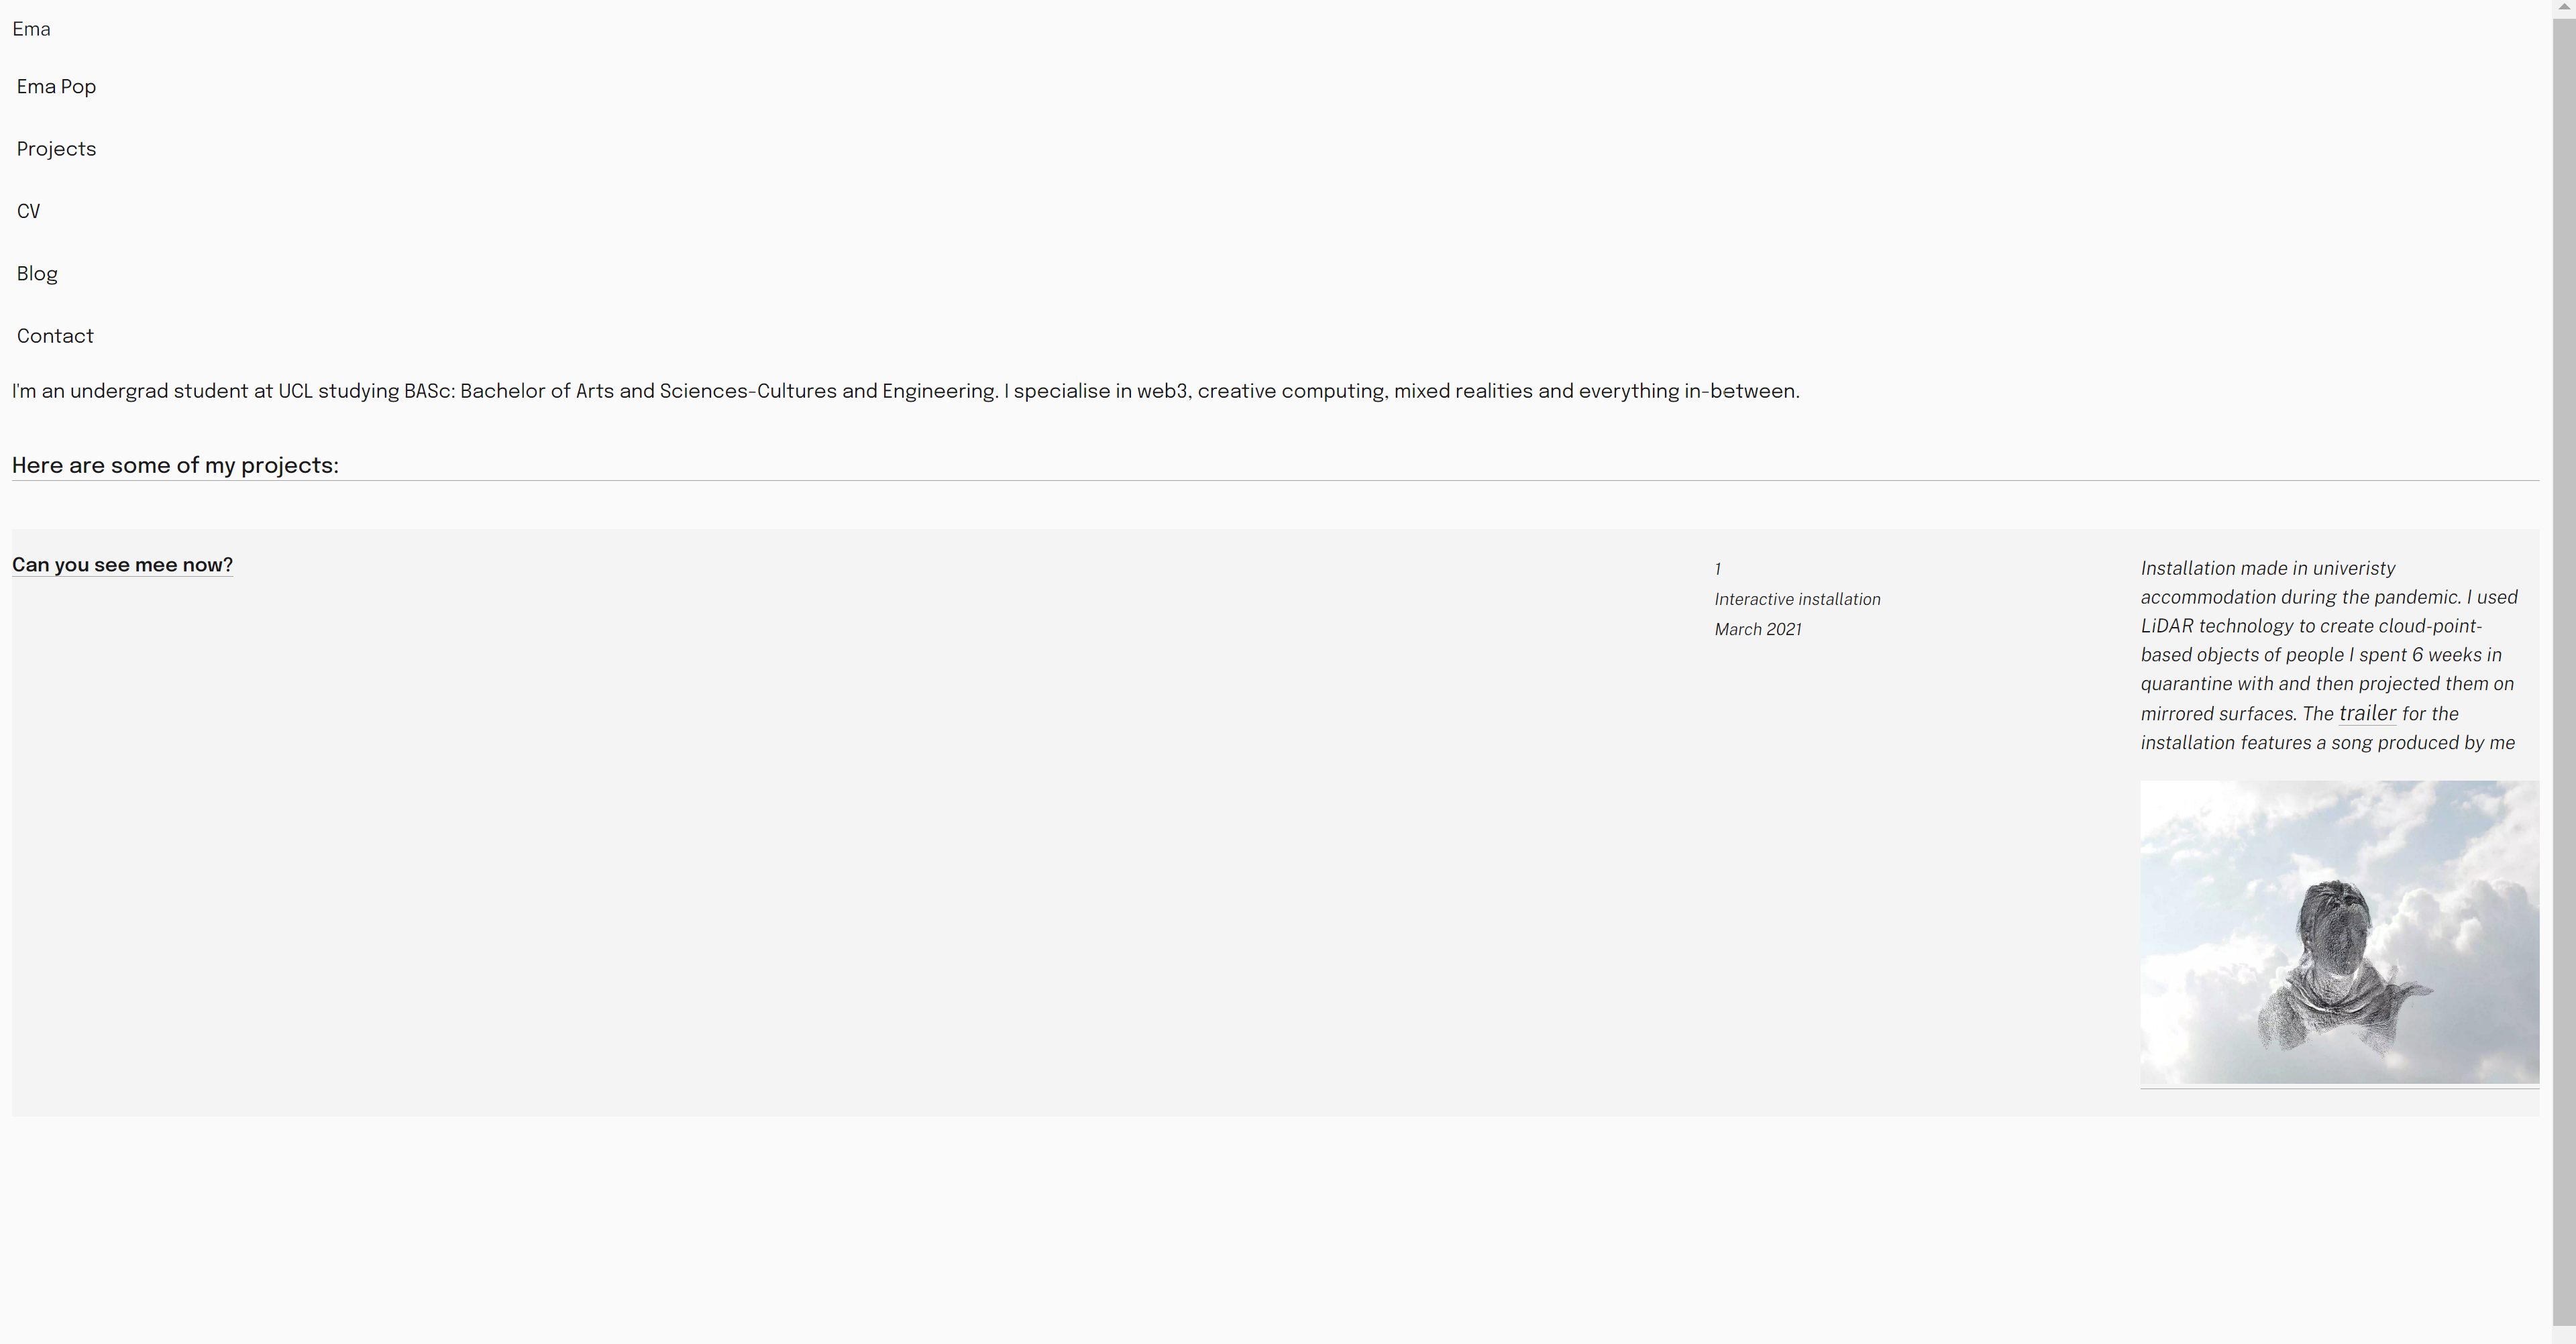 Ema
Ema Pop
Projects
CV
Blog
Contact
I'm an undergrad student at UCL studying BASc: Bachelor of Arts and Sciences-Cultures and Engineering. I specialise in web3, creative computing, mixed realities and everything in-between.
Here are some of my projects:
Can you see mee now?
1
Interactive installation
March 2021
Installation made in univeristy
accommodation during the pandemic. I used
LiDAR technology to create cloud-point-
based objects of people I spent 6 weeks in
quarantine with and then projected them on
mirrored surfaces. The trailer for the
installation features a song produced by me